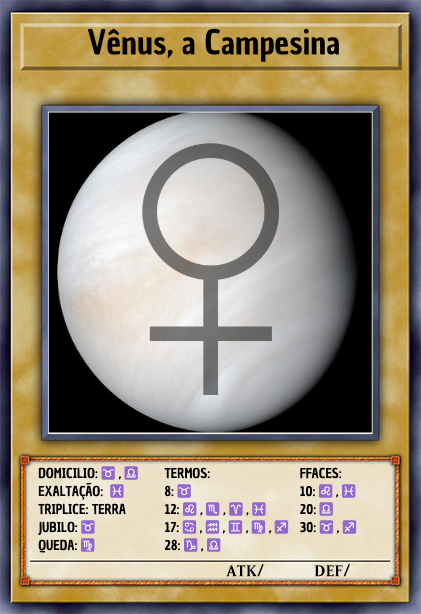 Vênus, a Campesina
DOMICILIO: ♉, ♎
EXALTAÇÃO: ♓
TRIPLICE: TERRA
JUBILO: ♉
QUEDA: ♍
TERMOS:
8: ♉
12: ♌, ♏, ♈, ♓
17: ♋, ♒, ♊, ♍, ♐
28: ♑, ♎
FFACES:
10: ♌, ♓
20: ♎
30: ♉, ♐
ATK/ DEF/